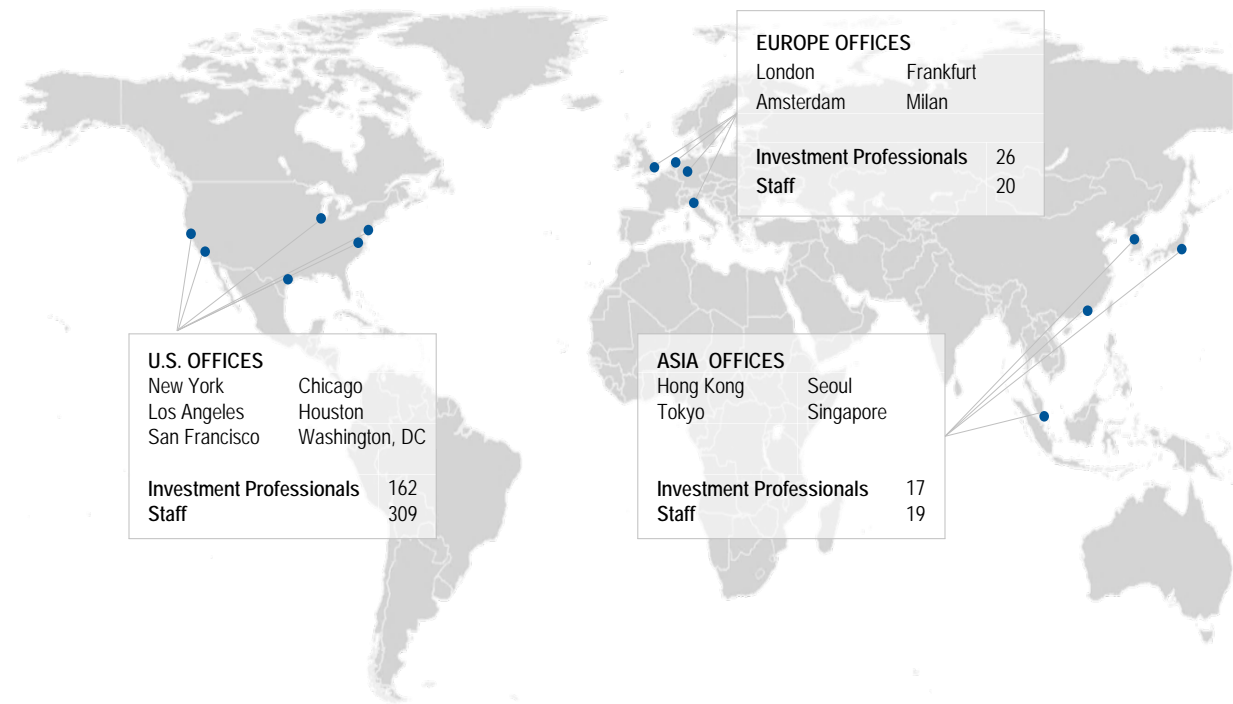 EUROPE OFFICES
London Frankfurt
Amsterdam Milan
Investment Professionals 26
Staff 20
U.S. OFFICES
New York Chicago
Los Angeles Houston
San Francisco Washington, DC
Investment Professionals 162
Staff 309
ASIA OFFICES
Hong Kong Seoul
Tokyo Singapore
Investment Professionals 17
Staff 19